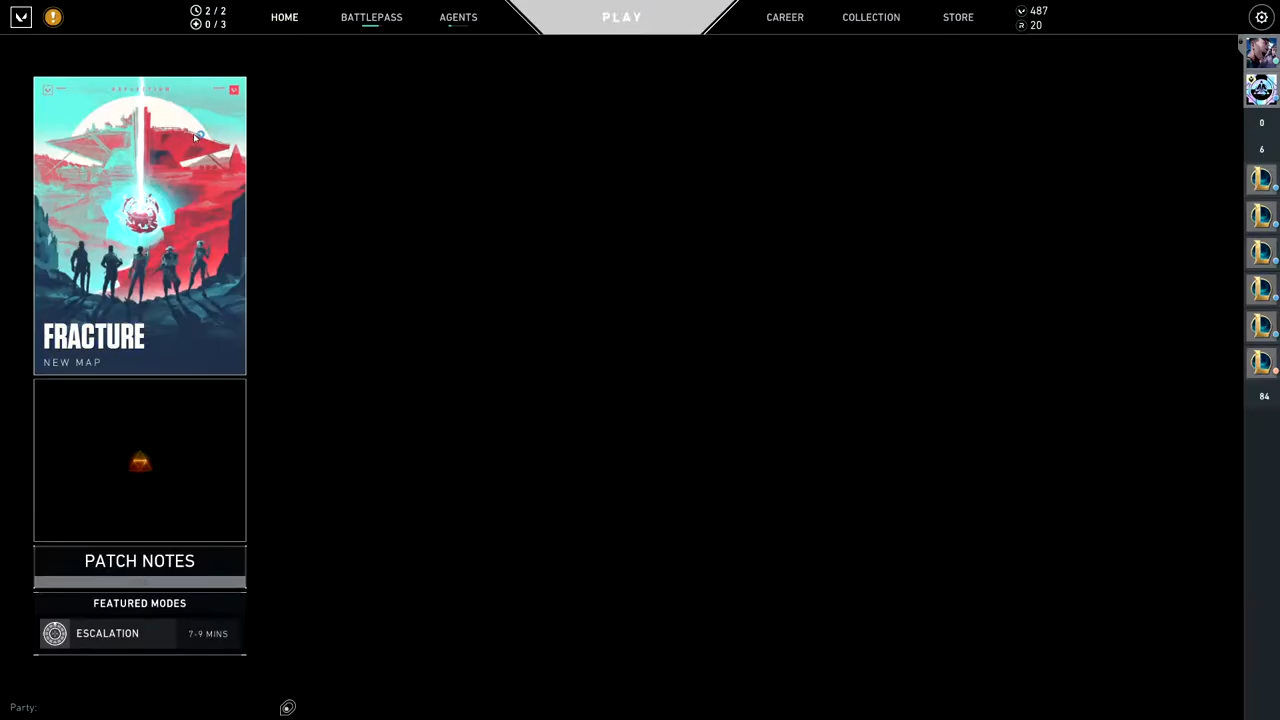 2 / 2
0 / 3
HOME
BATTLEPASS
AGENTS
PLAY
CAREER
COLLECTION
STORE
487
20
REFLECTION
FRACTURE
NEW MAP
PATCH NOTES
FEATURED MODES
ESCALATION
7-9 MINS
0
6
84
Party: